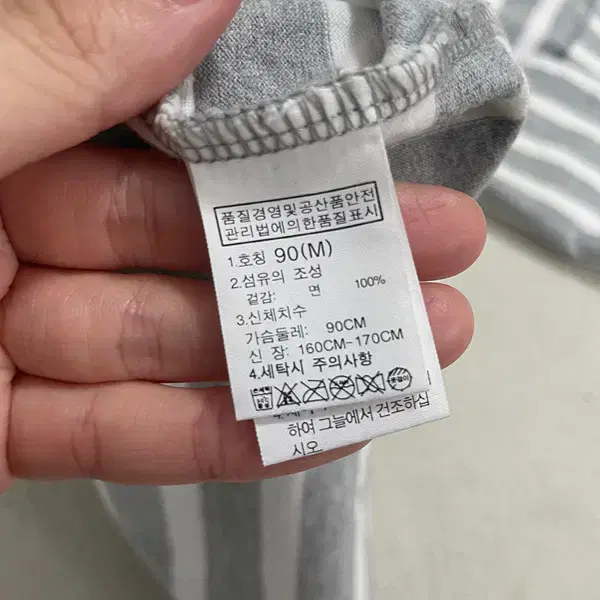 품질경영및공산품안전
관리법에의한품질표시
1.호칭 90(M)
2.섬유의 조성
겉감: 면 100%
3.신체치수
가슴둘레: 90CM
신 장: 160CM-170CM
4.세탁시 주의사항
하여 그늘에서 건조하십
시오